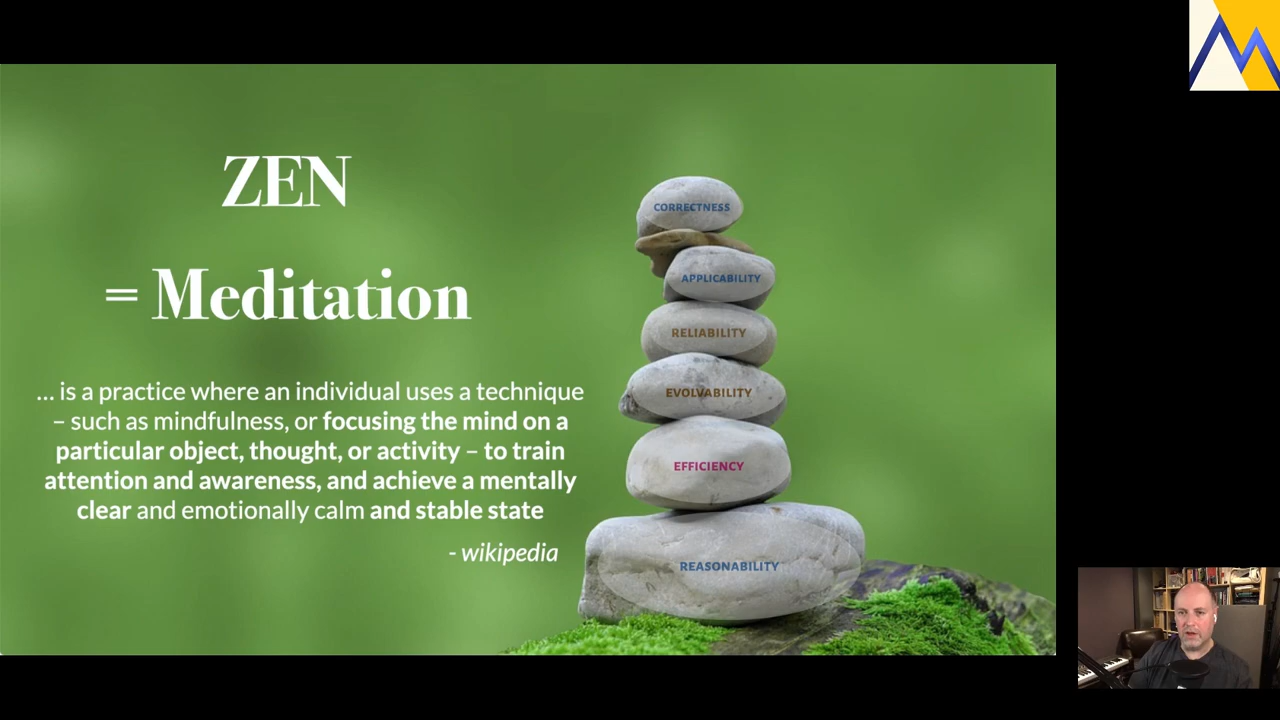 ZEN
= Meditation
... is a practice where an individual uses a technique
– such as mindfulness, or focusing the mind on a
particular object, thought, or activity – to train
attention and awareness, and achieve a mentally
clear and emotionally calm and stable state
- wikipedia
CORRECTNESS
APPLICABILITY
RELIABILITY
EVOLVABILITY
EFFICIENCY
REASONABILITY